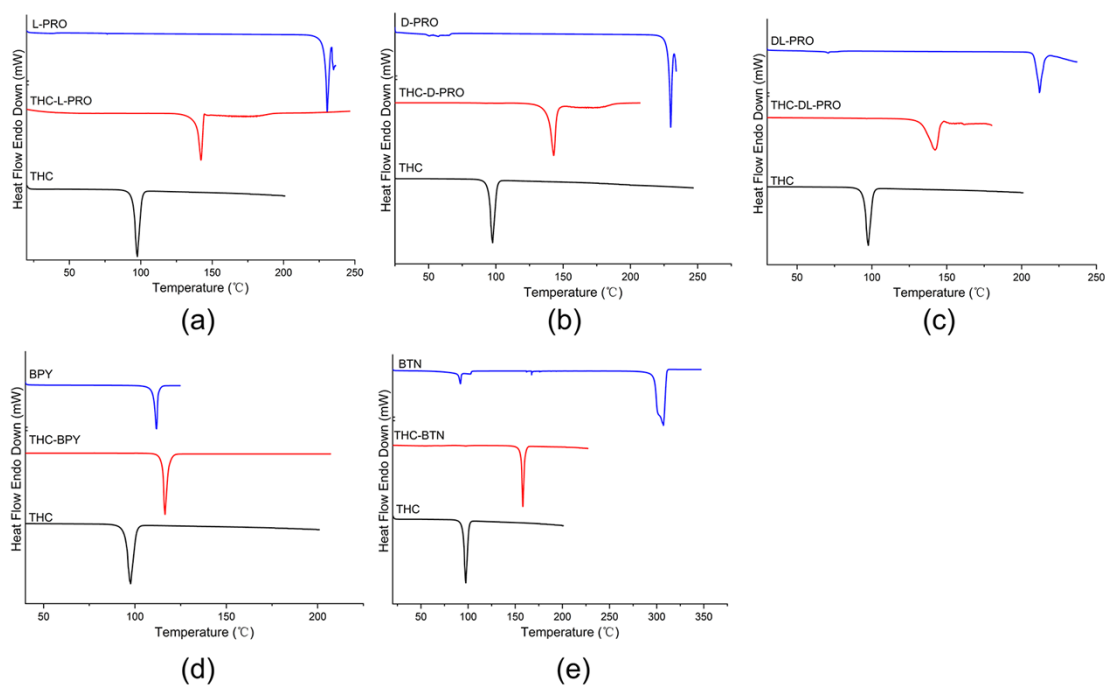 L-PRO
THC-L-PRO
THC
Heat Flow Endo Down (mW)
50 100 150 200 250
Temperature (℃)
(a)
D-PRO
THC-D-PRO
THC
Heat Flow Endo Down (mW)
50 100 150 200 250
Temperature (℃)
(b)
DL-PRO
THC-DL-PRO
THC
Heat Flow Endo Down (mW)
50 100 150 200 250
Temperature (℃)
(c)
BPY
THC-BPY
THC
Heat Flow Endo Down (mW)
50 100 150 200
Temperature (℃)
(d)
BTN
THC-BTN
THC
Heat Flow Endo Down (mW)
50 100 150 200 250 300 350
Temperature (℃)
(e)